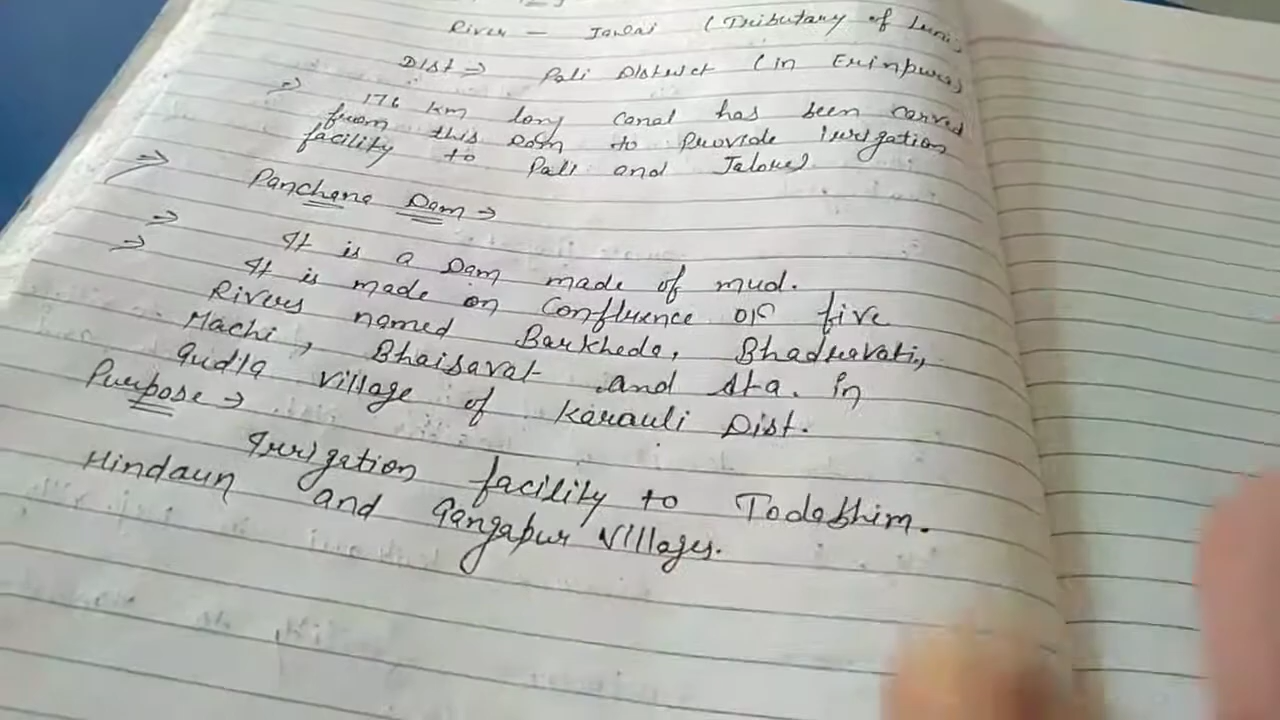 River - Jawai (Tributary of Luni)
Dist ⇒ Pali District (in Erinpura)
⇒ 176 km long canal has been carved
from this Dam to Provide irrigation
facility to Pali and Jalore)
⇒ Panchana Dam →
⇒ It is a Dam made of mud.
⇒ It is made on Confluence of five
Rivers named Barkheda, Bhadravati,
Machi, Bhaisavat and Ata. in
Gudla village of Karauli Dist.
Purpose →
Irrigation facility to Todabhim.
Hindaun and Gangapur Villages.